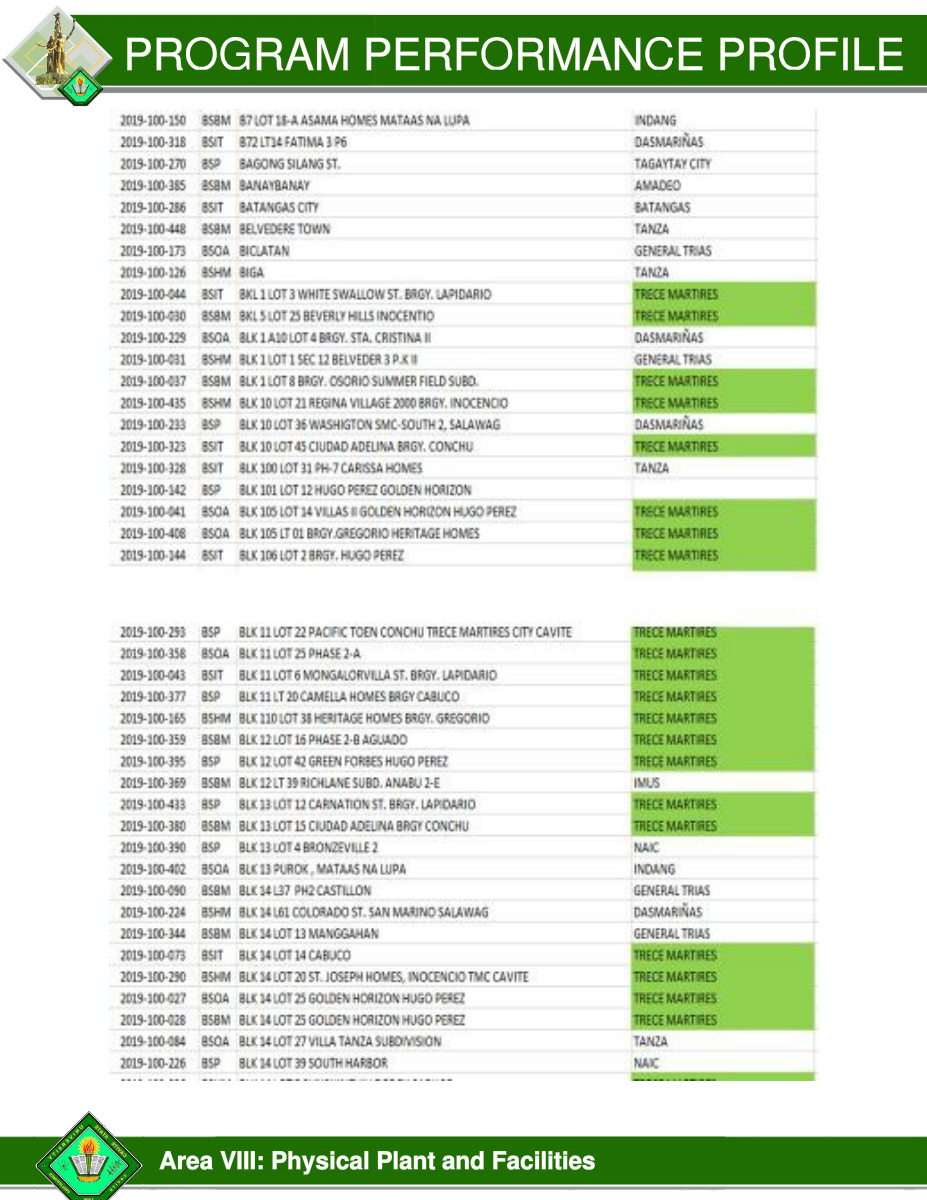 PROGRAM PERFORMANCE PROFILE
2019-100-150 BSBM B7 LOT 18-A ASAMA HOMES MATAAS NA LUPA INDANG
2019-100-318 BSIT B72 LT14 FATIMA 3 P6 DASMARIÑAS
2019-100-270 BSP BAGONG SILANG ST. TAGAYTAY CITY
2019-100-385 BSBM BANAYBANAY AMADEO
2019-100-286 BSIT BATANGAS CITY BATANGAS
2019-100-448 BSBM BELVEDERE TOWN TANZA
2019-100-173 BSOA BICLATAN GENERAL TRIAS
2019-100-126 BSHM BIGA TANZA
2019-100-044 BSIT BKL 1 LOT 3 WHITE SWALLOW ST. BRGY. LAPIDARIO TRECE MARTIRES
2019-100-030 BSBM BKL 5 LOT 25 BEVERLY HILLS INOCENTIO TRECE MARTIRES
2019-100-229 BSOA BLK 1 A10 LOT 4 BRGY. STA. CRISTINA II DASMARIÑAS
2019-100-031 BSHM BLK 1 LOT 1 SEC 12 BELVEDER 3 P.K II GENERAL TRIAS
2019-100-037 BSBM BLK 1 LOT 8 BRGY. OSORIO SUMMER FIELD SUBD. TRECE MARTIRES
2019-100-435 BSHM BLK 10 LOT 21 REGINA VILLAGE 2000 BRGY. INOCENCIO TRECE MARTIRES
2019-100-233 BSP BLK 10 LOT 36 WASHIGTON SMC-SOUTH 2, SALAWAG DASMARIÑAS
2019-100-323 BSIT BLK 10 LOT 45 CIUDAD ADELINA BRGY. CONCHU TRECE MARTIRES
2019-100-328 BSIT BLK 100 LOT 31 PH-7 CARISSA HOMES TANZA
2019-100-142 BSP BLK 101 LOT 12 HUGO PEREZ GOLDEN HORIZON
2019-100-041 BSOA BLK 105 LOT 14 VILLAS II GOLDEN HORIZON HUGO PEREZ TRECE MARTIRES
2019-100-408 BSOA BLK 105 LT 01 BRGY.GREGORIO HERITAGE HOMES TRECE MARTIRES
2019-100-144 BSIT BLK 106 LOT 2 BRGY. HUGO PEREZ TRECE MARTIRES
2019-100-293 BSP BLK 11 LOT 22 PACIFIC TOEN CONCHU TRECE MARTIRES CITY CAVITE TRECE MARTIRES
2019-100-358 BSOA BLK 11 LOT 25 PHASE 2-A TRECE MARTIRES
2019-100-043 BSIT BLK 11 LOT 6 MONGALORVILLA ST. BRGY. LAPIDARIO TRECE MARTIRES
2019-100-377 BSP BLK 11 LT 20 CAMELLA HOMES BRGY CABUCO TRECE MARTIRES
2019-100-165 BSHM BLK 110 LOT 38 HERITAGE HOMES BRGY. GREGORIO TRECE MARTIRES
2019-100-359 BSBM BLK 12 LOT 16 PHASE 2-B AGUADO TRECE MARTIRES
2019-100-395 BSP BLK 12 LOT 42 GREEN FORBES HUGO PEREZ TRECE MARTIRES
2019-100-369 BSBM BLK 12 LT 39 RICHLANE SUBD. ANABU 2-E IMUS
2019-100-433 BSP BLK 13 LOT 12 CARNATION ST. BRGY. LAPIDARIO TRECE MARTIRES
2019-100-380 BSBM BLK 13 LOT 15 CIUDAD ADELINA BRGY CONCHU TRECE MARTIRES
2019-100-390 BSP BLK 13 LOT 4 BRONZEVILLE 2 NAIC
2019-100-402 BSOA BLK 13 PUROK , MATAAS NA LUPA INDANG
2019-100-090 BSBM BLK 14 L37 PH2 CASTILLON GENERAL TRIAS
2019-100-224 BSHM BLK 14 L61 COLORADO ST. SAN MARINO SALAWAG DASMARIÑAS
2019-100-344 BSBM BLK 14 LOT 13 MANGGAHAN GENERAL TRIAS
2019-100-073 BSIT BLK 14 LOT 14 CABUCO TRECE MARTIRES
2019-100-290 BSHM BLK 14 LOT 20 ST. JOSEPH HOMES, INOCENCIO TMC CAVITE TRECE MARTIRES
2019-100-027 BSOA BLK 14 LOT 25 GOLDEN HORIZON HUGO PEREZ TRECE MARTIRES
2019-100-028 BSBM BLK 14 LOT 25 GOLDEN HORIZON HUGO PEREZ TRECE MARTIRES
2019-100-084 BSOA BLK 14 LOT 27 VILLA TANZA SUBDIVISION TANZA
2019-100-226 BSP BLK 14 LOT 39 SOUTH HARBOR NAIC
Area VIII: Physical Plant and Facilities